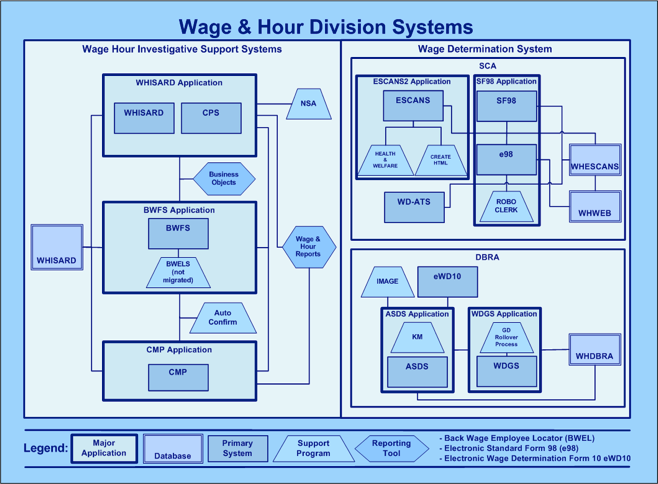 Wage & Hour Division Systems
Wage Hour Investigative Support Systems
WHISARD Application
WHISARD
CPS
NSA
Business
Objects
BWFS Application
BWFS
BWELS
(not
migrated)
WHISARD
Wage &
Hour
Reports
Auto
Confirm
CMP Application
CMP
Wage Determination System
SCA
ESCANS2 Application
ESCANS
HEALTH
&
WELFARE
CREATE
HTML
SF98 Application
SF98
e98
ROBO
CLERK
WD-ATS
WHESCANS
WHWEB
DBRA
IMAGE
eWD10
ASDS Application
KM
ASDS
WDGS Application
GD
Rollover
Process
WDGS
WHDBRA
Legend:
Major
Application
Database
Primary
System
Support
Program
Reporting
Tool
- Back Wage Employee Locator (BWEL)
- Electronic Standard Form 98 (e98)
- Electronic Wage Determination Form 10 eWD10